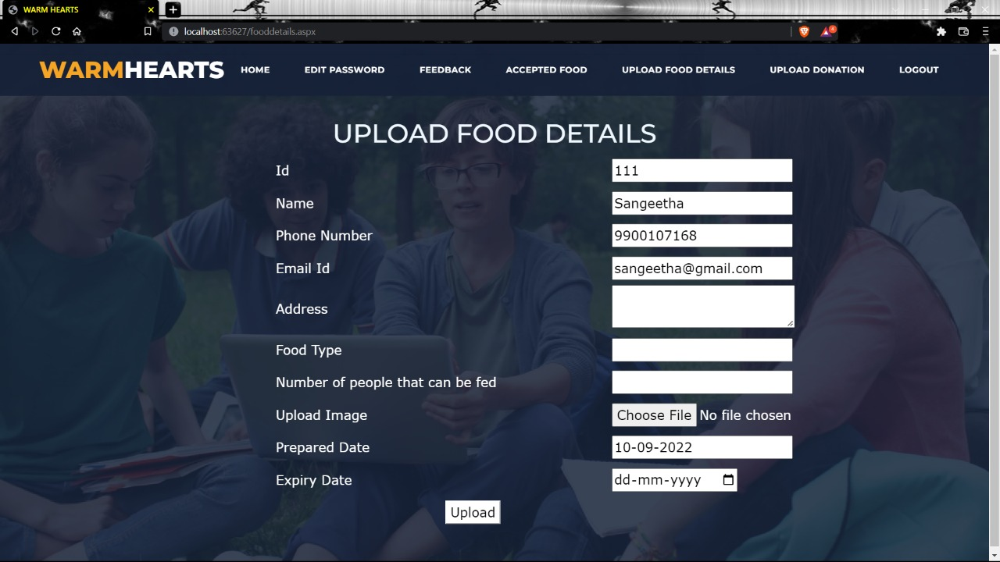 WARM HEARTS
localhost:63627/fooddetails.aspx
4
WARMHEARTS HOME EDIT PASSWORD FEEDBACK ACCEPTED FOOD UPLOAD FOOD DETAILS UPLOAD DONATION LOGOUT
UPLOAD FOOD DETAILS
Id 111
Name Sangeetha
Phone Number 9900107168
Email Id sangeetha@gmail.com
Address
Food Type
Number of people that can be fed
Upload Image Choose File No file chosen
Prepared Date 10-09-2022
Expiry Date dd-mm-yyyy
Upload